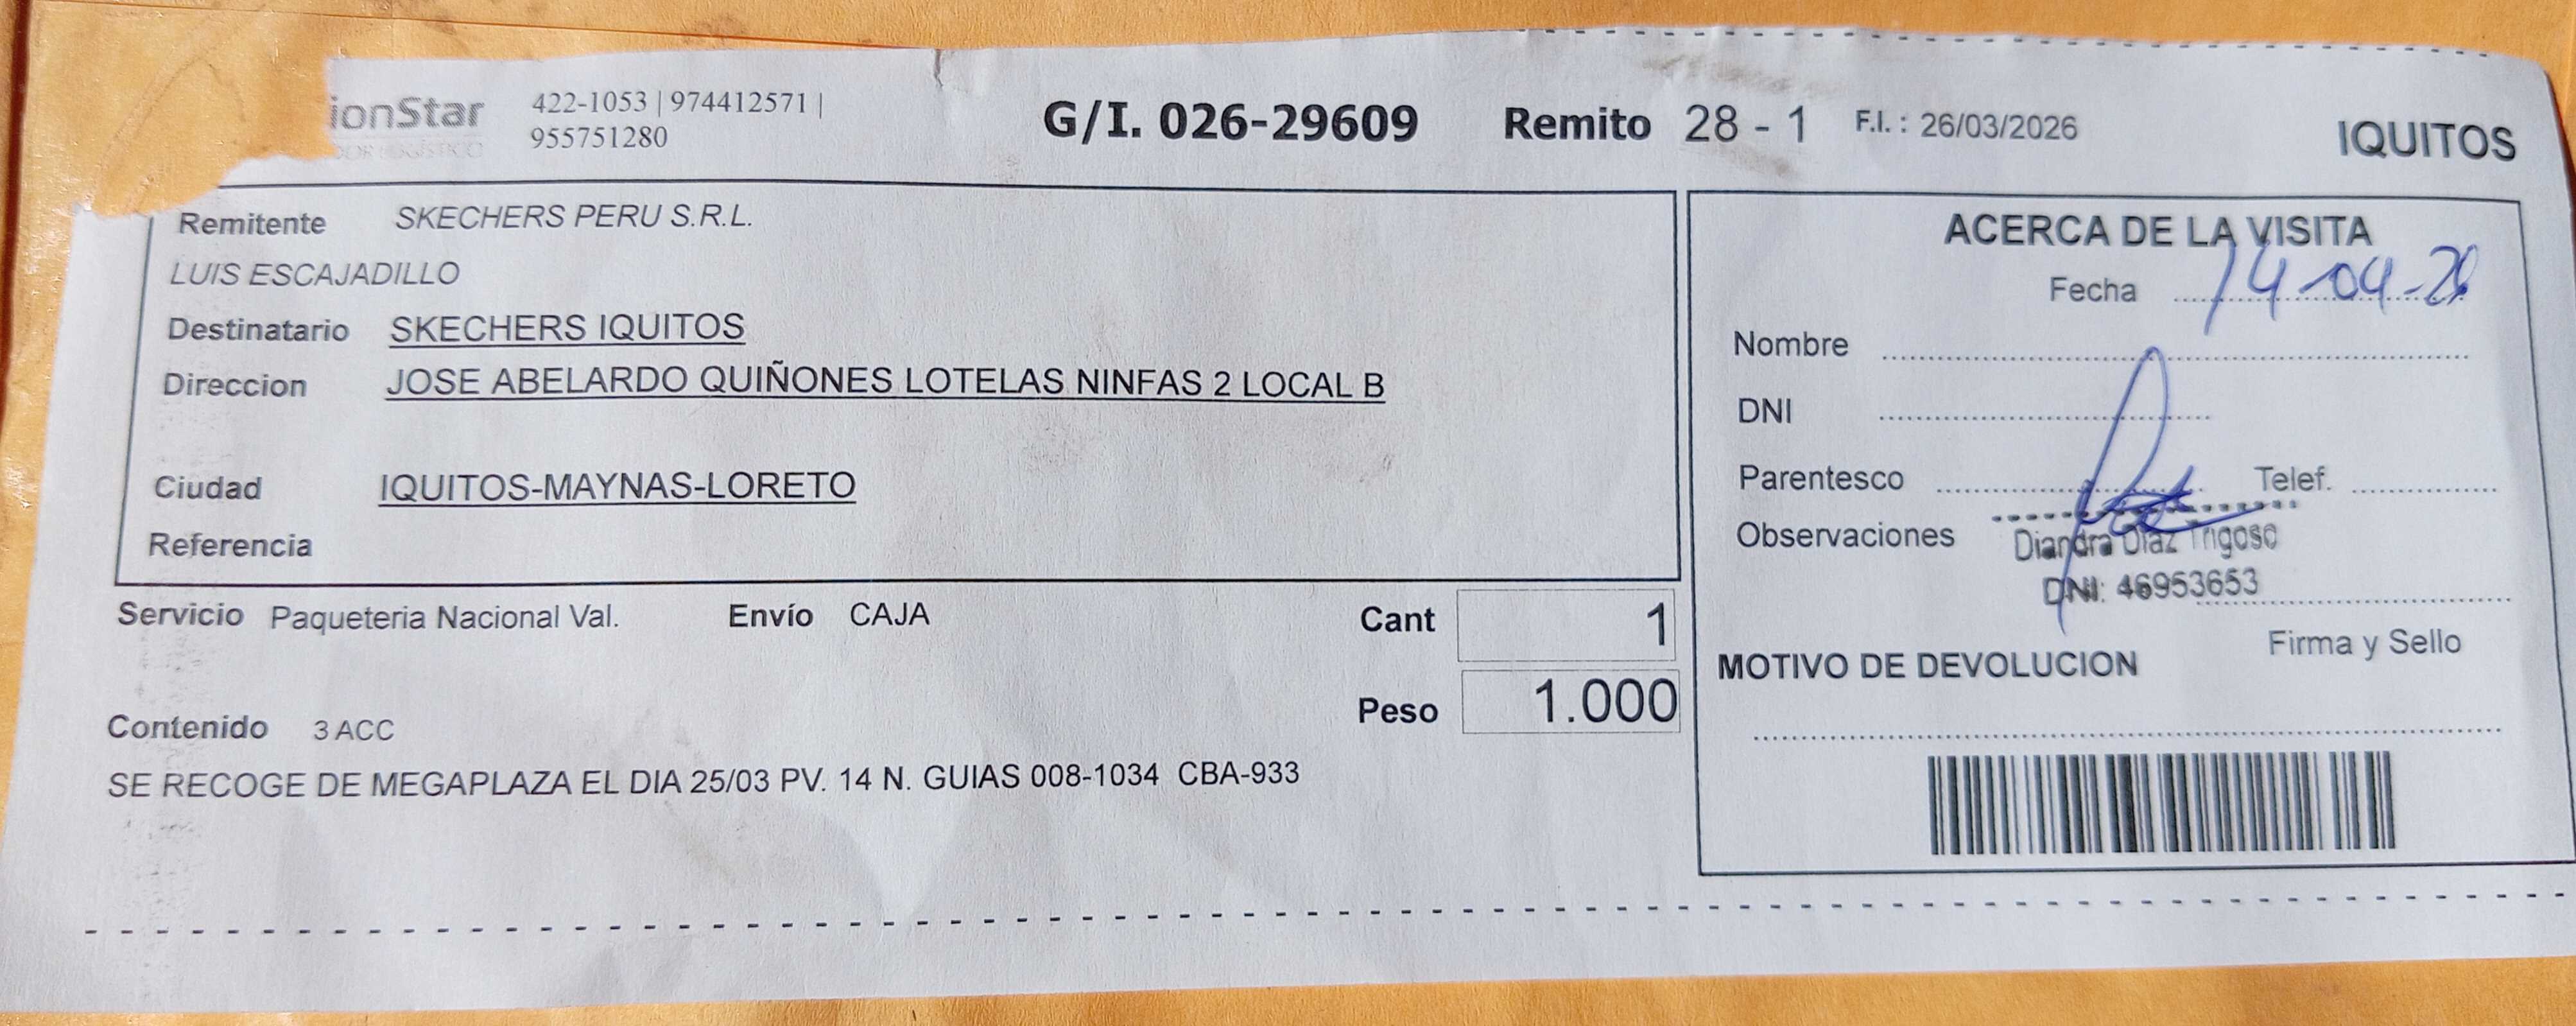 ionStar
422-1053 | 974412571 |
955751280
G/I. 026-29609 Remito 28 - 1 F.I. : 26/03/2026
IQUITOS
Remitente SKECHERS PERU S.R.L.
LUIS ESCAJADILLO
Destinatario SKECHERS IQUITOS
Direccion JOSE ABELARDO QUIÑONES LOTELAS NINFAS 2 LOCAL B
Ciudad IQUITOS-MAYNAS-LORETO
Referencia
Servicio Paqueteria Nacional Val. Envío CAJA Cant 1
Peso 1.000
Contenido 3 ACC
SE RECOGE DE MEGAPLAZA EL DIA 25/03 PV. 14 N. GUIAS 008-1034 CBA-933
ACERCA DE LA VISITA
Fecha 14-04-26
Nombre
DNI
Parentesco Telef.
Observaciones
Diandra Diaz Trigoso
DNI: 46953653
Firma y Sello
MOTIVO DE DEVOLUCION